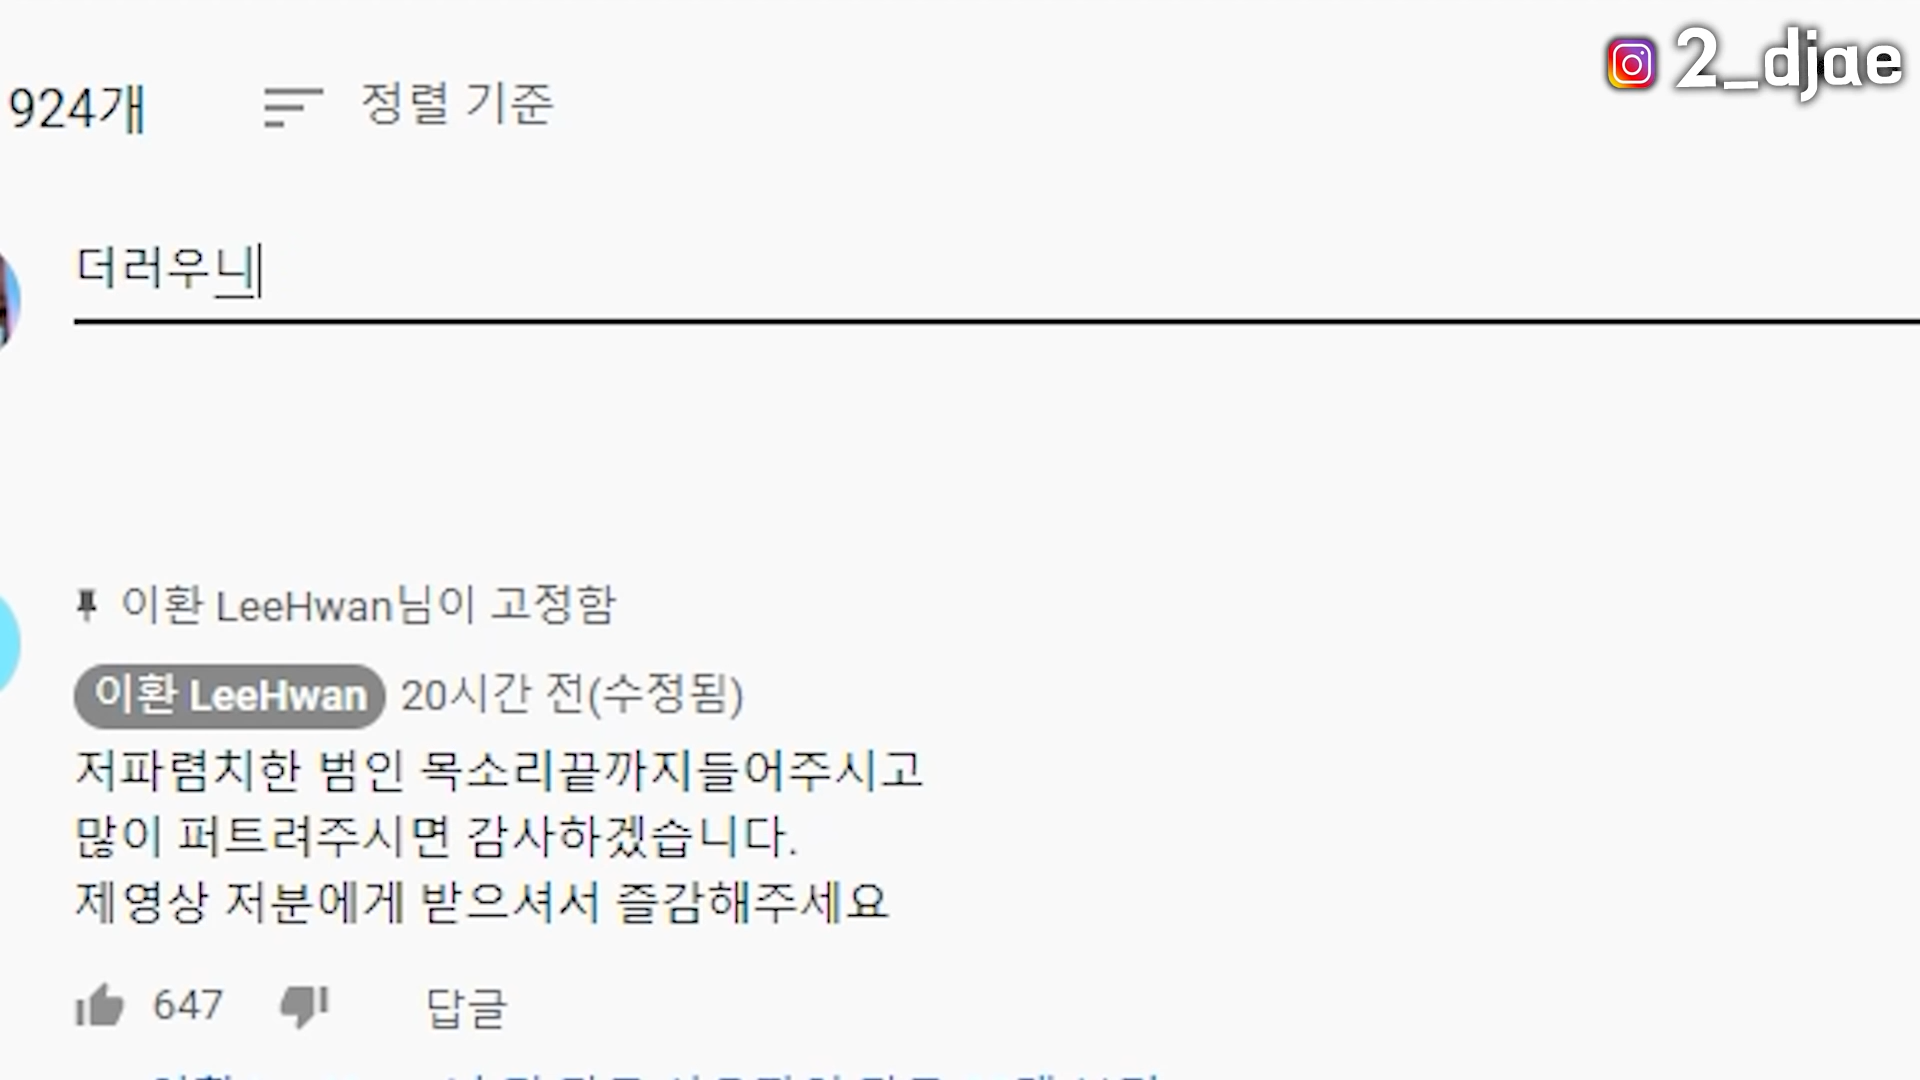 2_djae
924개
정렬 기준
더러우니
이환 LeeHwan님이 고정함
이환 LeeHwan 20시간 전(수정됨)
저파렴치한 범인 목소리끝까지들어주시고
많이 퍼트려주시면 감사하겠습니다.
제영상 저분에게 받으셔서 즐감해주세요
647
답글